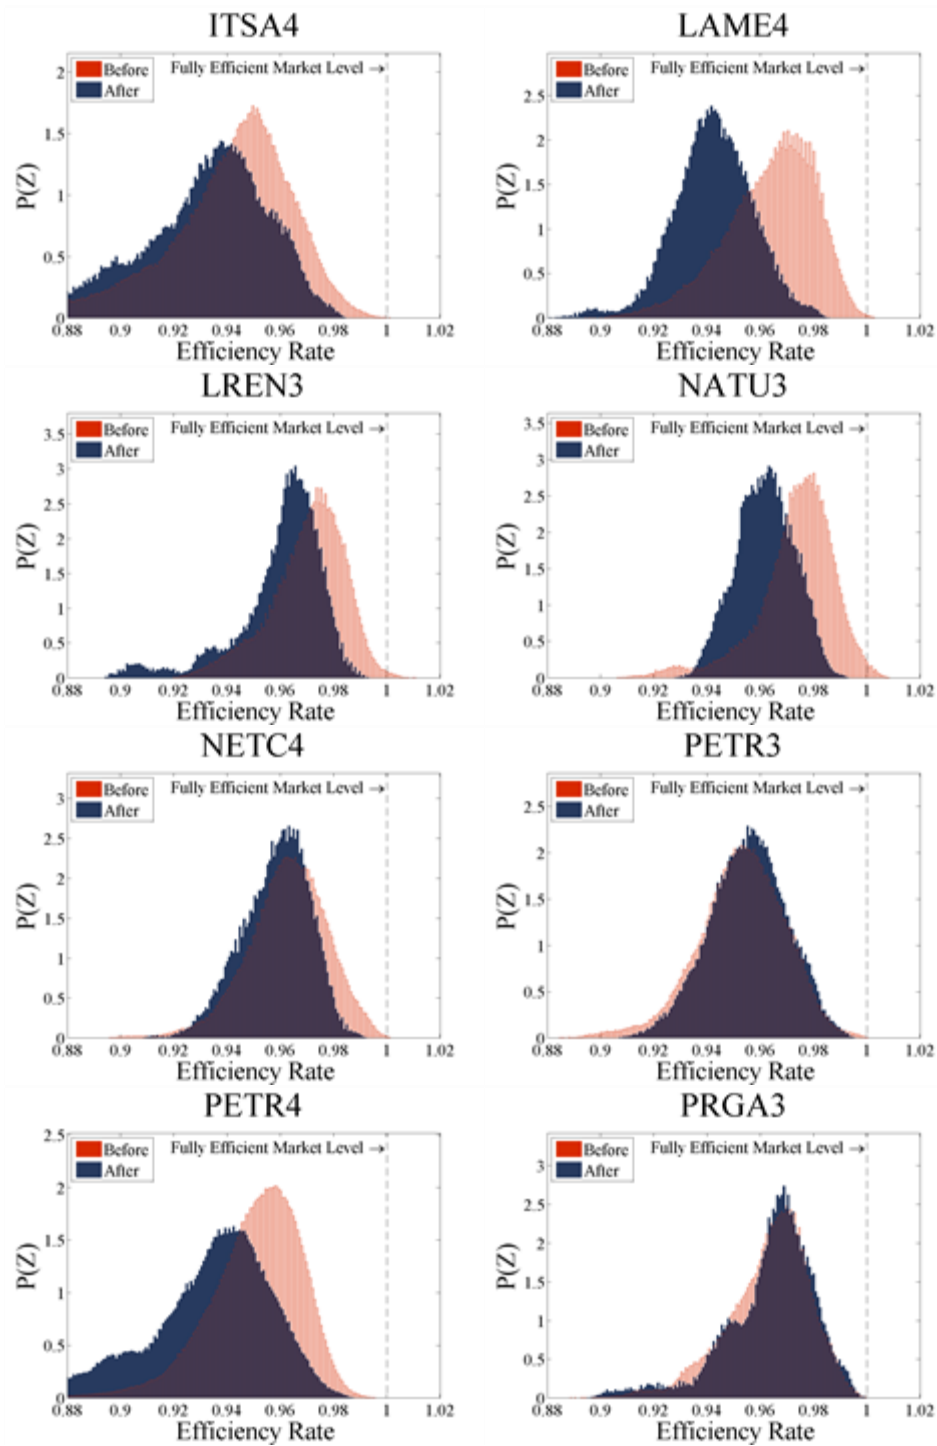 ITSA4
Before
After
Fully Efficient Market Level →
P(Z)
2
1.5
1
0.5
0
0.88 0.9 0.92 0.94 0.96 0.98 1 1.02
Efficiency Rate
LAME4
Before
After
Fully Efficient Market Level →
P(Z)
2.5
2
1.5
1
0.5
0
0.88 0.9 0.92 0.94 0.96 0.98 1 1.02
Efficiency Rate
LREN3
Before
After
Fully Efficient Market Level →
P(Z)
3.5
3
2.5
2
1.5
1
0.5
0
0.88 0.9 0.92 0.94 0.96 0.98 1 1.02
Efficiency Rate
NATU3
Before
After
Fully Efficient Market Level →
P(Z)
3.5
3
2.5
2
1.5
1
0.5
0
0.88 0.9 0.92 0.94 0.96 0.98 1 1.02
Efficiency Rate
NETC4
Before
After
Fully Efficient Market Level →
P(Z)
3
2.5
2
1.5
1
0.5
0
0.88 0.9 0.92 0.94 0.96 0.98 1 1.02
Efficiency Rate
PETR3
Before
After
Fully Efficient Market Level →
P(Z)
2.5
2
1.5
1
0.5
0
0.88 0.9 0.92 0.94 0.96 0.98 1 1.02
Efficiency Rate
PETR4
Before
After
Fully Efficient Market Level →
P(Z)
2.5
2
1.5
1
0.5
0
0.88 0.9 0.92 0.94 0.96 0.98 1 1.02
Efficiency Rate
PRGA3
Before
After
Fully Efficient Market Level →
P(Z)
3
2.5
2
1.5
1
0.5
0
0.88 0.9 0.92 0.94 0.96 0.98 1 1.02
Efficiency Rate